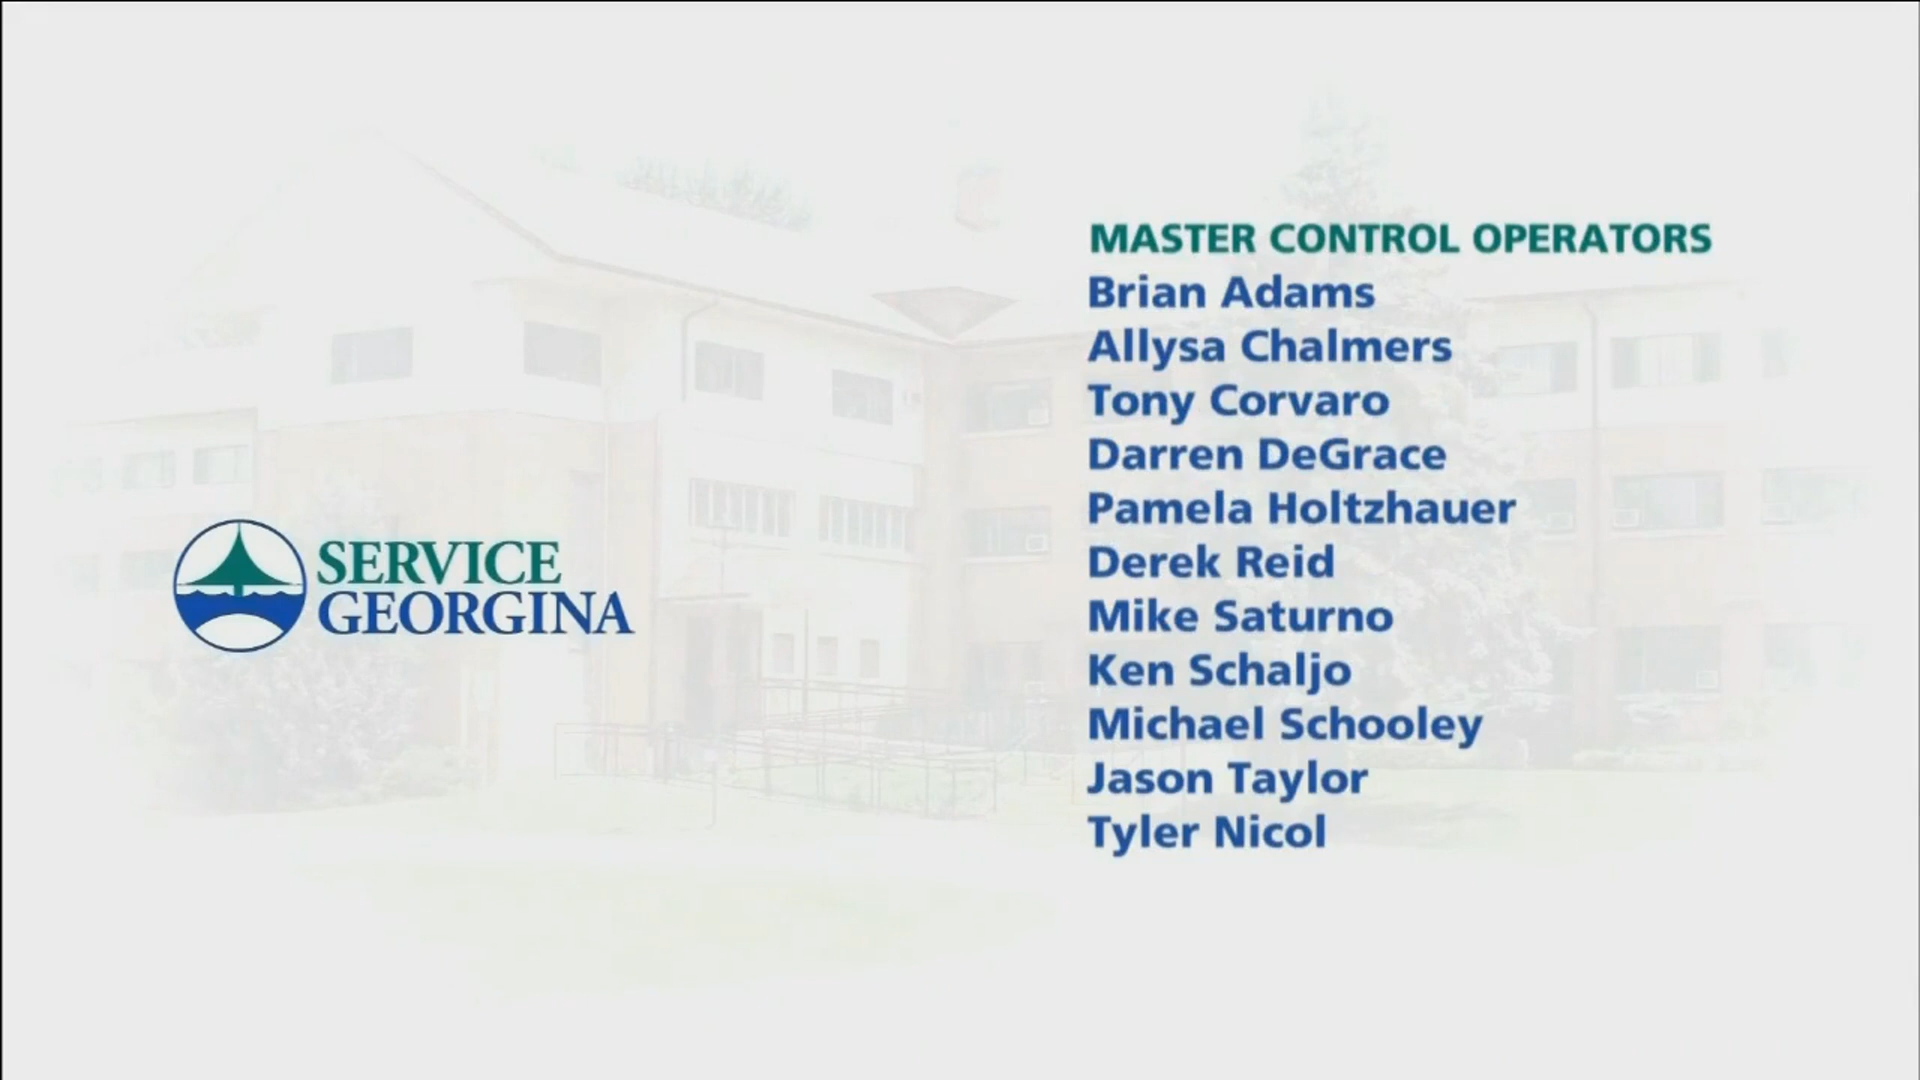 SERVICE
GEORGINA
MASTER CONTROL OPERATORS
Brian Adams
Allysa Chalmers
Tony Corvaro
Darren DeGrace
Pamela Holtzhauer
Derek Reid
Mike Saturno
Ken Schaljo
Michael Schooley
Jason Taylor
Tyler Nicol